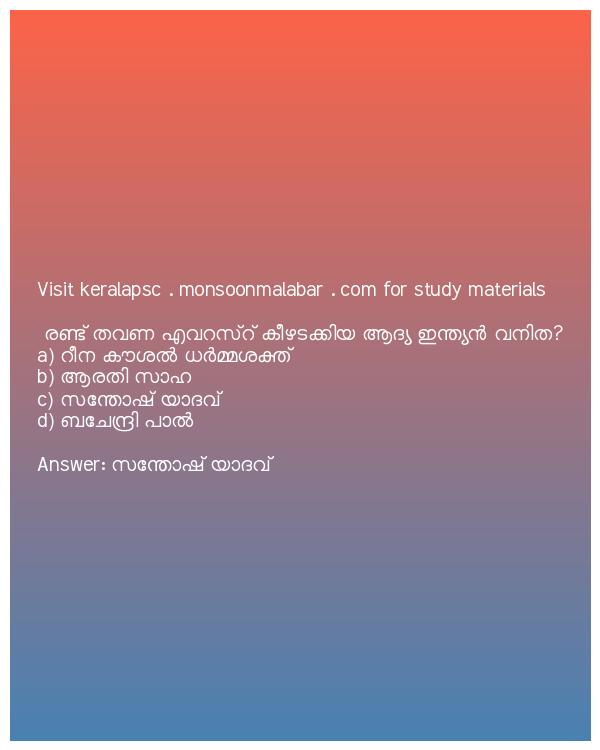 Visit keralapsc . monsoonmalabar . com for study materials
രണ്ട് തവണ എവറസ്റ് കീഴടക്കിയ ആദ്യ ഇന്ത്യൻ വനിത?
a) റീന കൗശൽ ധർമ്മശക്ത്
b) ആരതി സാഹ
c) സന്തോഷ് യാദവ്
d) ബചേന്ദ്രി പാൽ
Answer: സന്തോഷ് യാദവ്